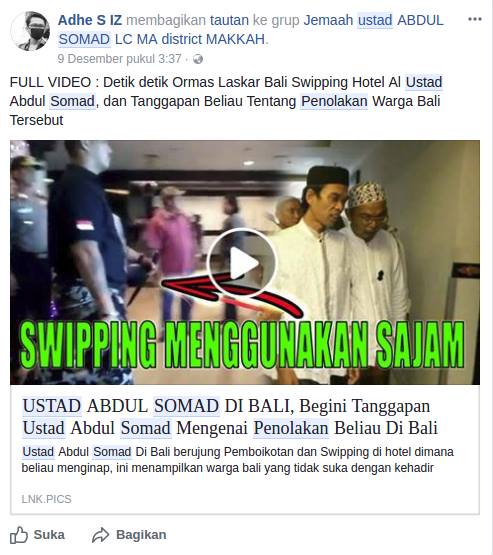 Adhe S IZ membagikan tautan ke grup Jemaah ustad ABDUL
SOMAD LC MA district MAKKAH.
9 Desember pukul 3:37 ·
FULL VIDEO : Detik detik Ormas Laskar Bali Swipping Hotel Al Ustad
Abdul Somad, dan Tanggapan Beliau Tentang Penolakan Warga Bali
Tersebut
SWIPPING MENGGUNAKAN SAJAM
USTAD ABDUL SOMAD DI BALI, Begini Tanggapan
Ustad Abdul Somad Mengenai Penolakan Beliau Di Bali
Ustad Abdul Somad Di Bali berujung Pemboikotan dan Swipping di hotel dimana
beliau menginap, ini menampilkan warga bali yang tidak suka dengan kehadir
LNK.PICS
Suka Bagikan